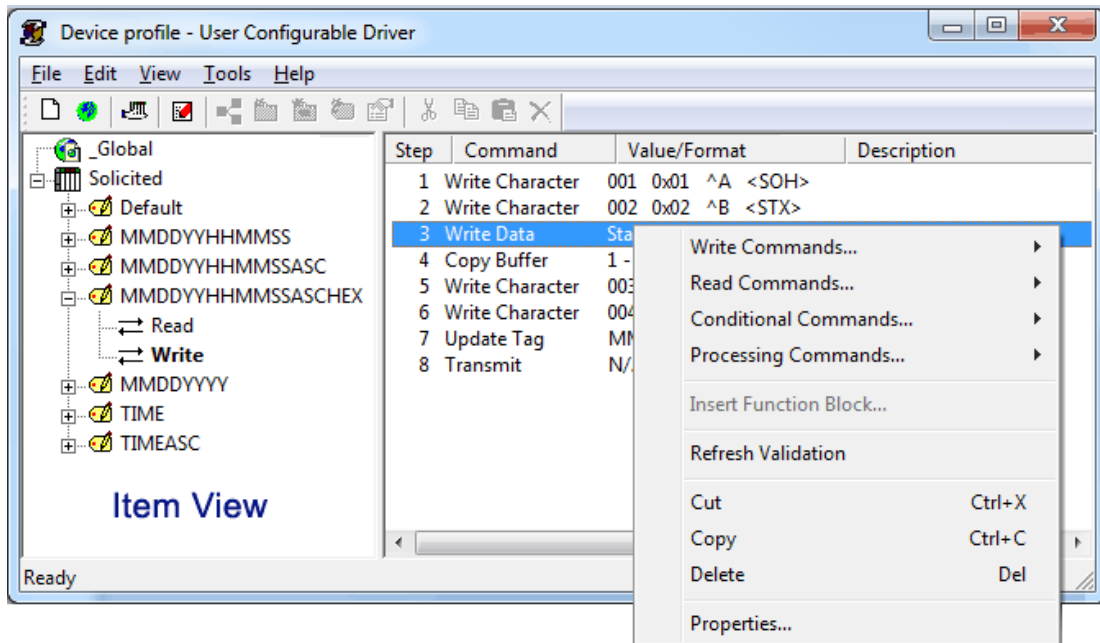 Device profile - User Configurable Driver
File Edit View Tools Help
_Global
Solicited
Default
MMDDYYHHMMSS
MMDDYYHHMMSSASC
MMDDYYHHMMSSASCHEX
Read
Write
MMDDYYYY
TIME
TIMEASC
Item View
Step Command Value/Format Description
1 Write Character 001 0x01 ^A <SOH>
2 Write Character 002 0x02 ^B <STX>
3 Write Data Sta
4 Copy Buffer 1 -
5 Write Character 003
6 Write Character 004
7 Update Tag
8 Transmit N/
Write Commands...
Read Commands...
Conditional Commands...
Processing Commands...
Insert Function Block...
Refresh Validation
Cut Ctrl+X
Copy Ctrl+C
Delete Del
Properties...
Ready